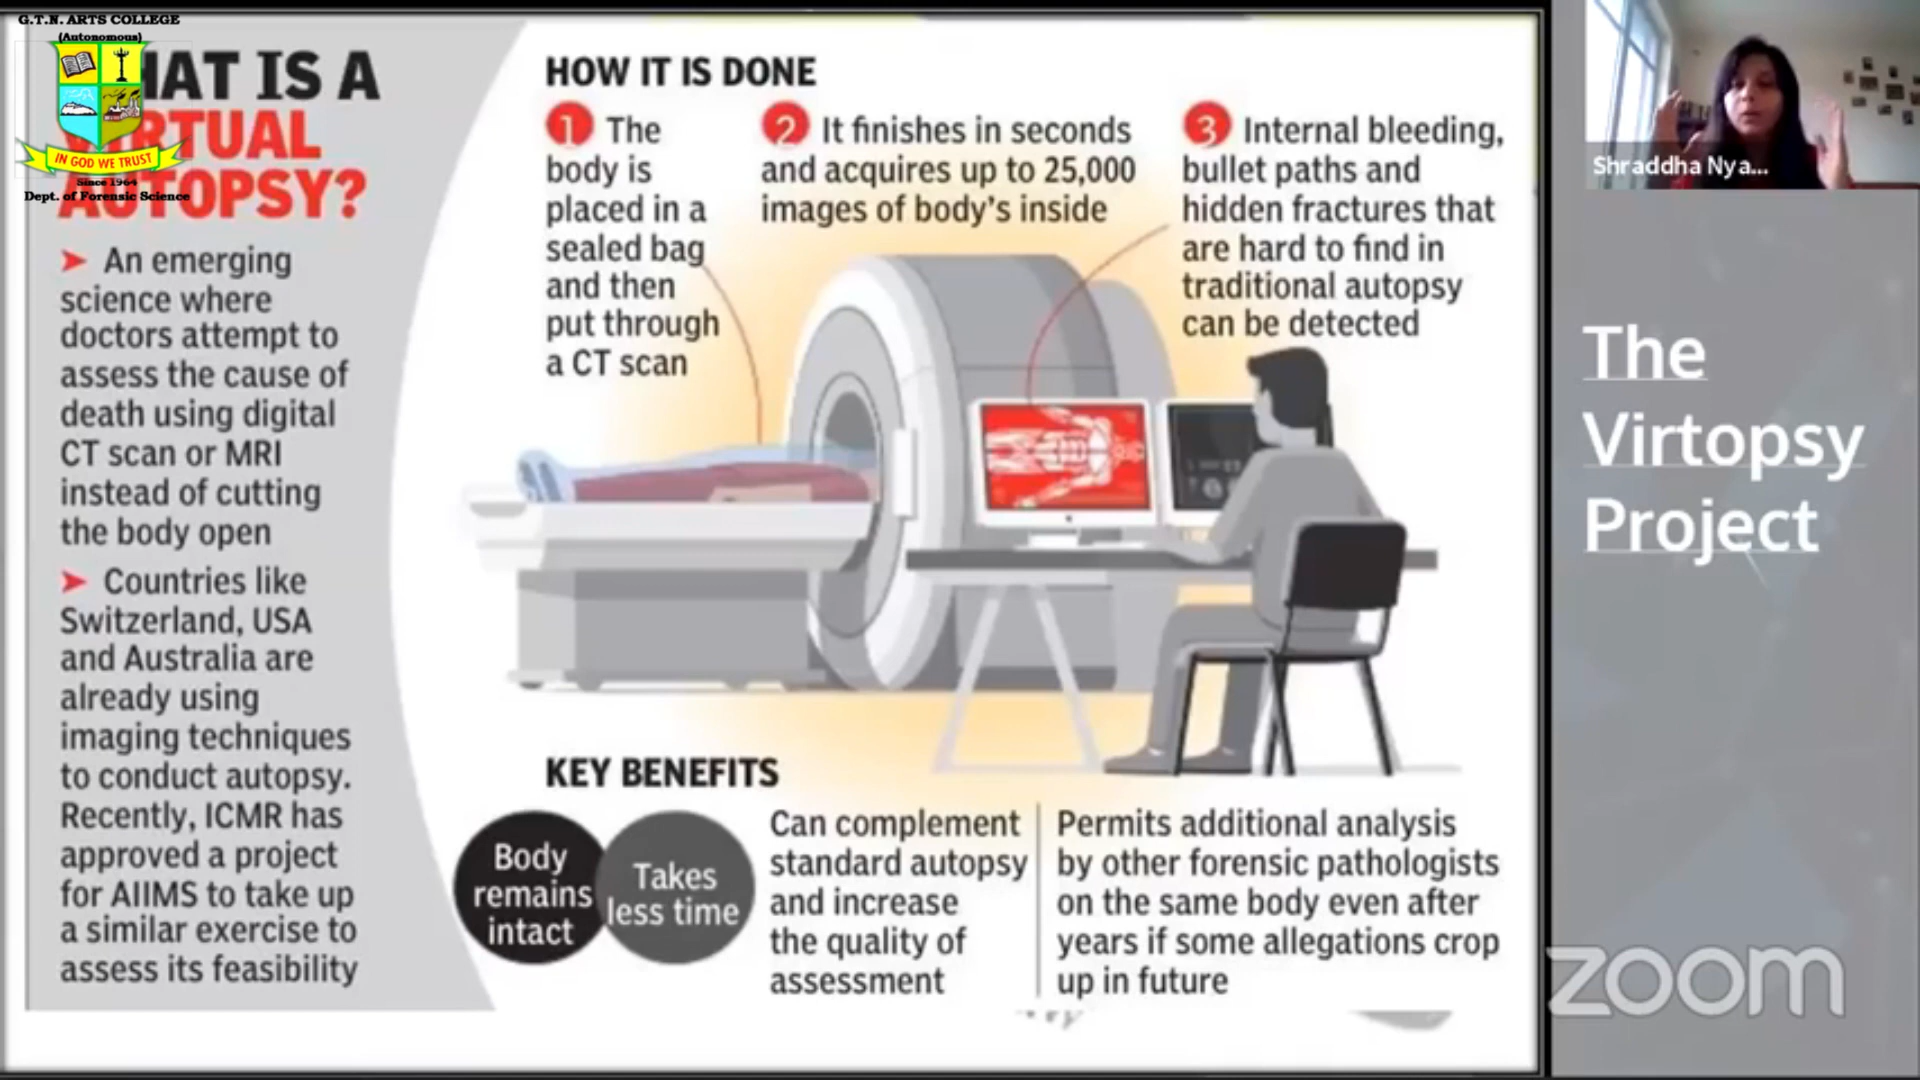 G.T.N. ARTS COLLEGE
(Autonomous)
IN GOD WE TRUST
Since 1964
Dept. of Forensic Science
HAT IS A
VIRTUAL
AUTOPSY?
➤ An emerging
science where
doctors attempt to
assess the cause of
death using digital
CT scan or MRI
instead of cutting
the body open
➤ Countries like
Switzerland, USA
and Australia are
already using
imaging techniques
to conduct autopsy.
Recently, ICMR has
approved a project
for AIIMS to take up
a similar exercise to
assess its feasibility
HOW IT IS DONE
1 The
body is
placed in a
sealed bag
and then
put through
a CT scan
2 It finishes in seconds
and acquires up to 25,000
images of body's inside
3 Internal bleeding,
bullet paths and
hidden fractures that
are hard to find in
traditional autopsy
can be detected
KEY BENEFITS
Body
remains
intact
Takes
less time
Can complement
standard autopsy
and increase
the quality of
assessment
Permits additional analysis
by other forensic pathologists
on the same body even after
years if some allegations crop
up in future
Shraddha Nya...
The
Virtopsy
Project
zoom